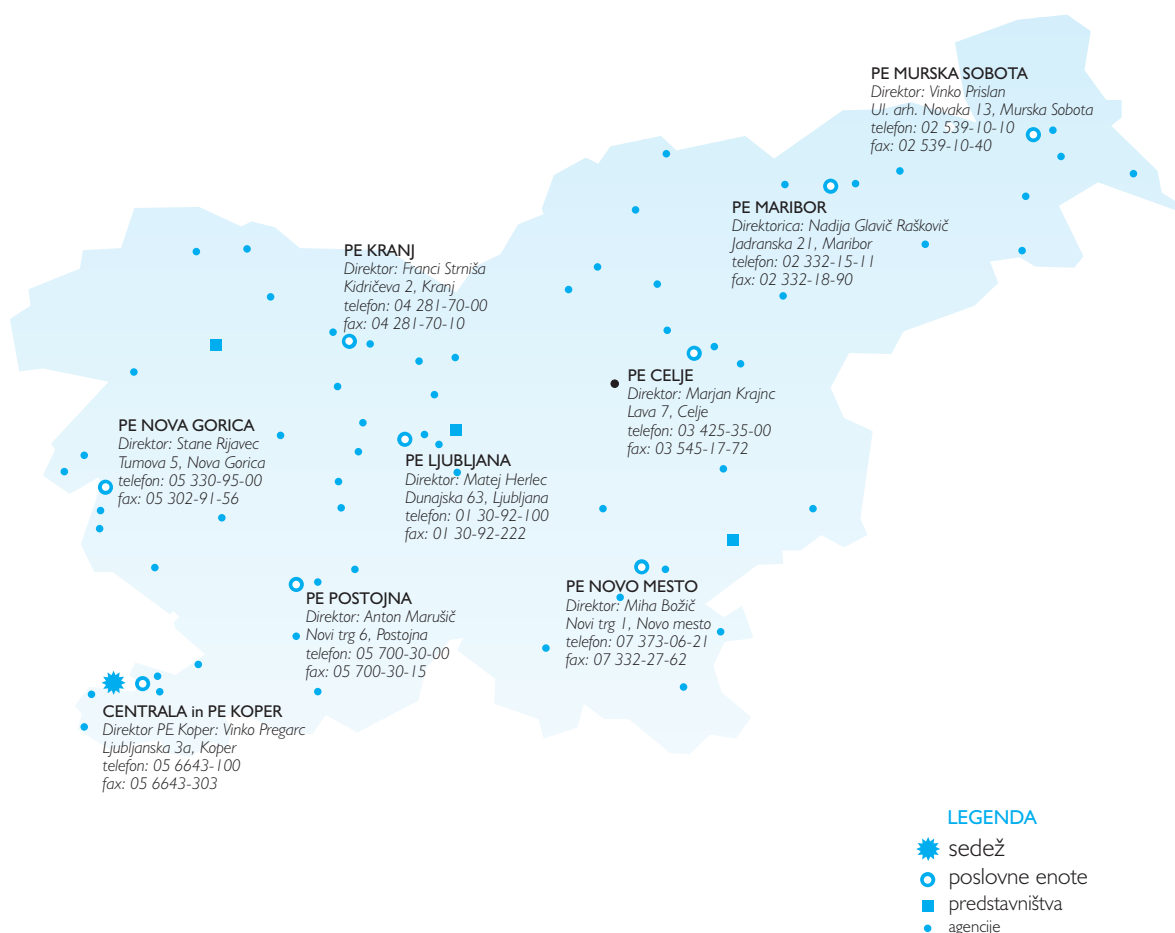 PE MURSKA SOBOTA
Direktor: Vinko Prislan
Ul. arh. Novaka 13, Murska Sobota
telefon: 02 539-10-10
fax: 02 539-10-40
PE MARIBOR
Direktorica: Nadija Glavič Raškovič
Jadranska 21, Maribor
telefon: 02 332-15-11
fax: 02 332-18-90
PE KRANJ
Direktor: Franci Strniša
Kidričeva 2, Kranj
telefon: 04 281-70-00
fax: 04 281-70-10
PE CELJE
Direktor: Marjan Krajnc
Lava 7, Celje
telefon: 03 425-35-00
fax: 03 545-17-72
PE NOVA GORICA
Direktor: Stane Rijavec
Tumova 5, Nova Gorica
telefon: 05 330-95-00
fax: 05 302-91-56
PE LJUBLJANA
Direktor: Matej Herlec
Dunajska 63, Ljubljana
telefon: 01 30-92-100
fax: 01 30-92-222
PE NOVO MESTO
Direktor: Miha Božič
Novi trg 1, Novo mesto
telefon: 07 373-06-21
fax: 07 332-27-62
PE POSTOJNA
Direktor: Anton Marušič
Novi trg 6, Postojna
telefon: 05 700-30-00
fax: 05 700-30-15
CENTRALA in PE KOPER
Direktor PE Koper: Vinko Pregarc
Ljubljanska 3a, Koper
telefon: 05 6643-100
fax: 05 6643-303
LEGENDA
sedež
poslovne enote
predstavništva
agencije